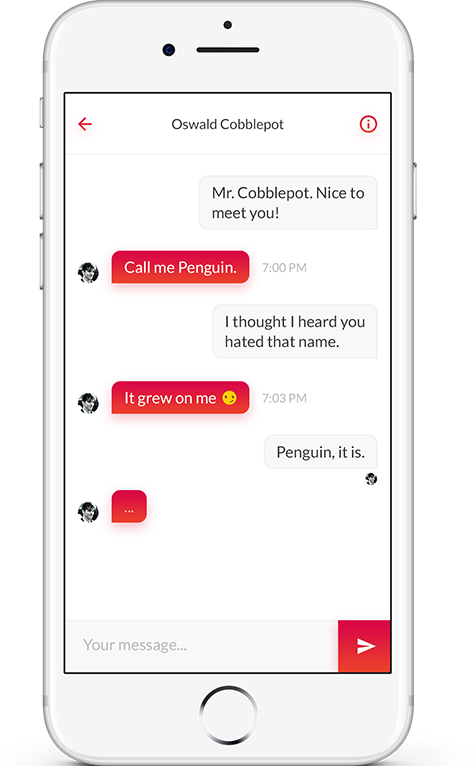 Oswald Cobblepot
Mr. Cobblepot. Nice to
meet you!
Call me Penguin. 7:00 PM
I thought I heard you
hated that name.
It grew on me 😏 7:03 PM
Penguin, it is.
...
Your message...